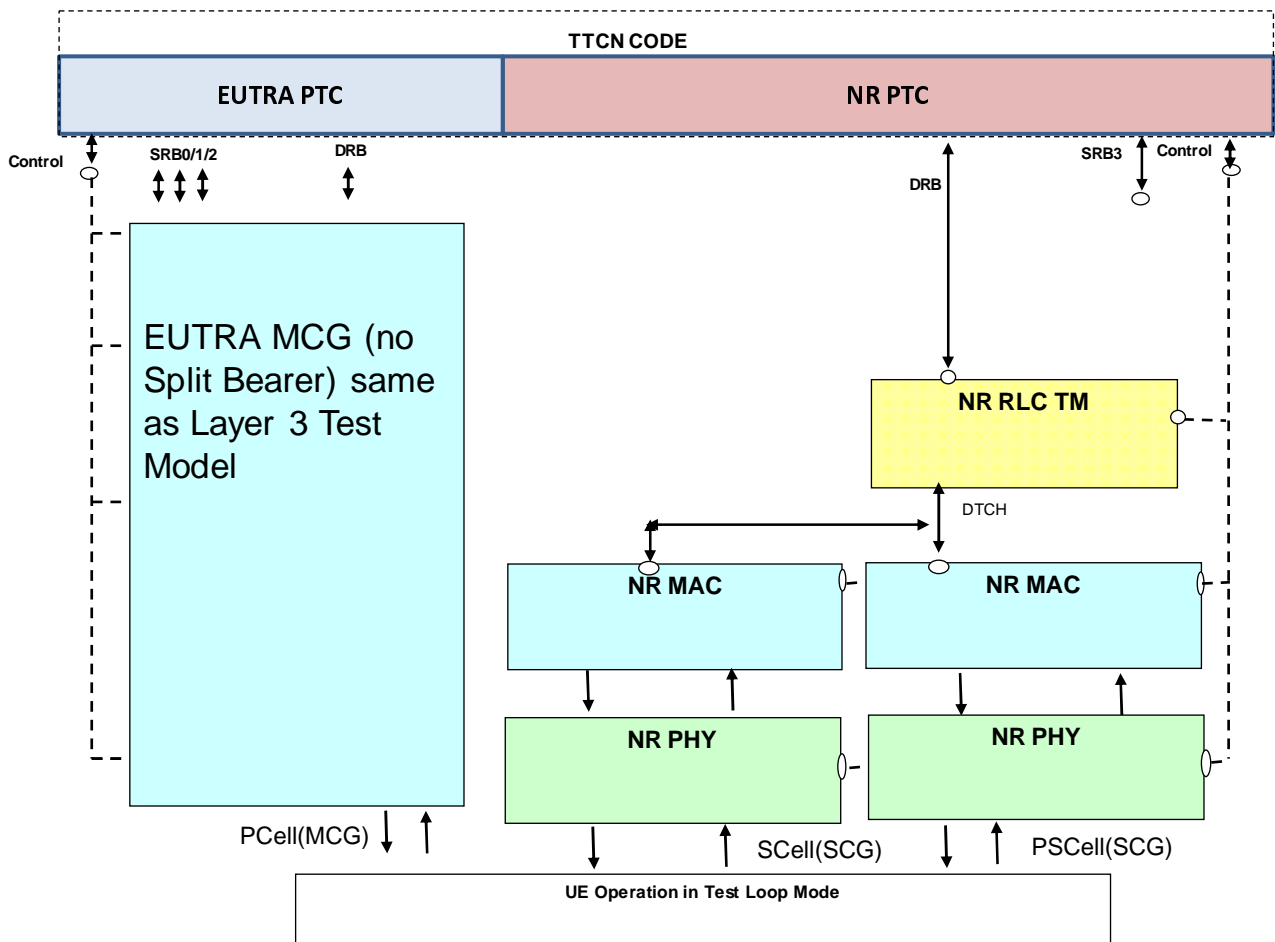 TTCN CODE
EUTRA PTC
NR PTC
Control
SRB0/1/2
DRB
DRB
SRB3
Control
EUTRA MCG (no
Split Bearer) same
as Layer 3 Test
Model
NR RLC TM
DTCH
NR MAC
NR MAC
NR PHY
NR PHY
PCell(MCG)
SCell(SCG)
PSCell(SCG)
UE Operation in Test Loop Mode